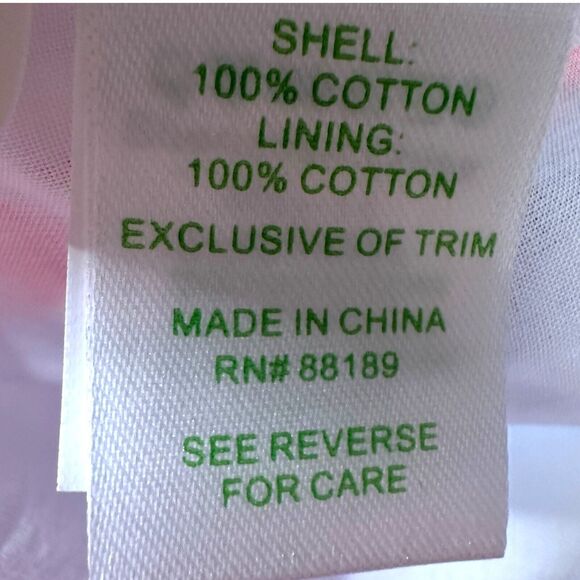 SHELL:
100% COTTON
LINING:
100% COTTON
EXCLUSIVE OF TRIM
MADE IN CHINA
RN# 88189
SEE REVERSE
FOR CARE